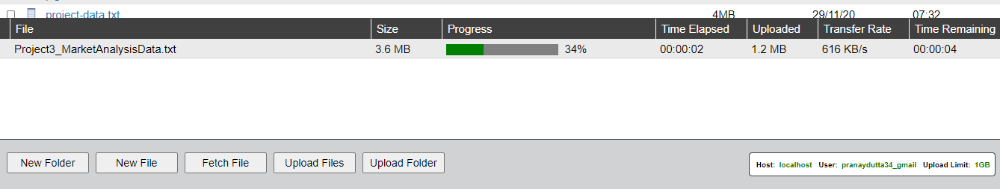 project-data.txt 4MB 29/11/20 07:32
File Size Progress Time Elapsed Uploaded Transfer Rate Time Remaining
Project3_MarketAnalysisData.txt 3.6 MB 34% 00:00:02 1.2 MB 616 KB/s 00:00:04
New Folder New File Fetch File Upload Files Upload Folder Host: localhost User: pranaydutta34_gmail Upload Limit: 1GB